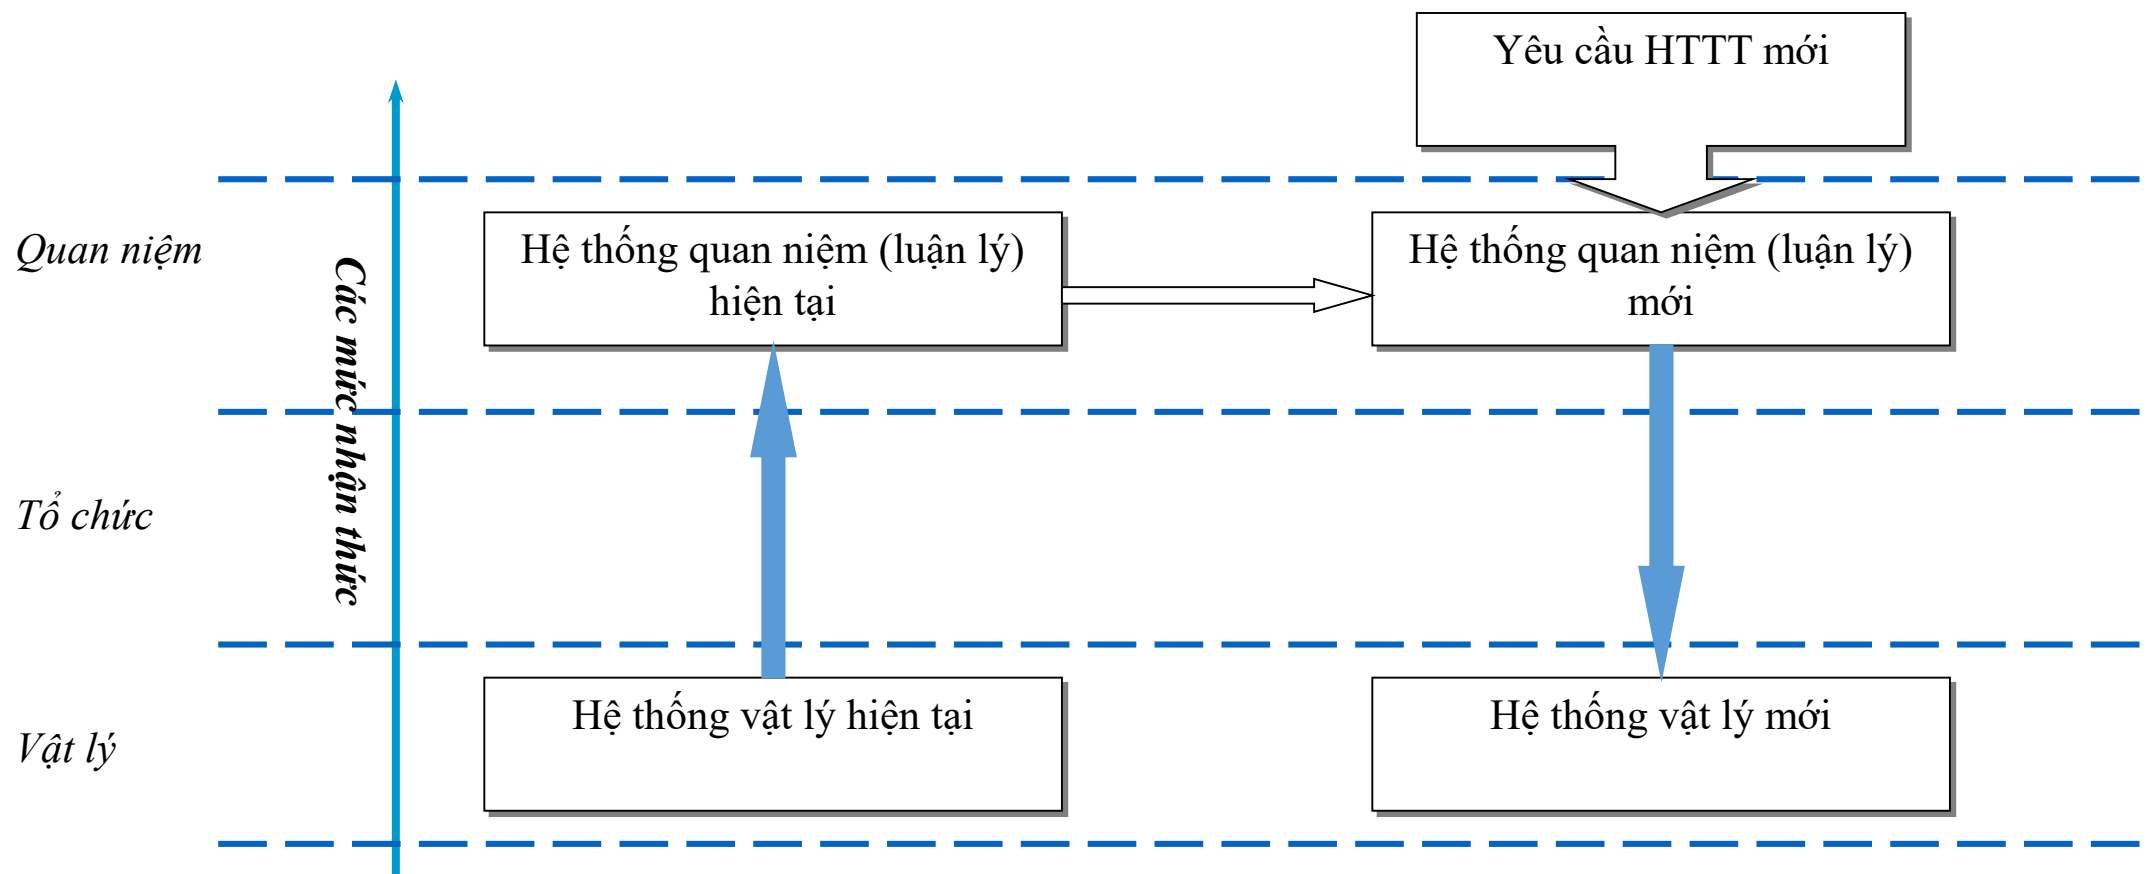 Yêu cầu HTTT mới
Quan niệm
Các mức nhận thức
Hệ thống quan niệm (luận lý)
hiện tại
Hệ thống quan niệm (luận lý)
mới
Tổ chức
Vật lý
Hệ thống vật lý hiện tại
Hệ thống vật lý mới